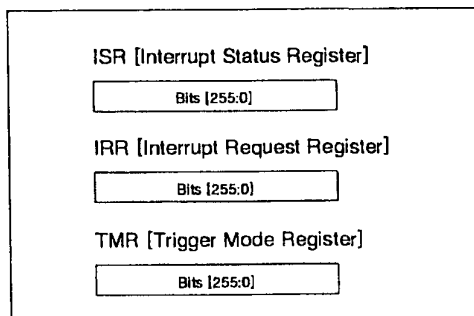 ISR [Interrupt Status Register]
Bits [255:0]
IRR [Interrupt Request Register]
Bits [255:0]
TMR [Trigger Mode Register]
Bits [255:0]